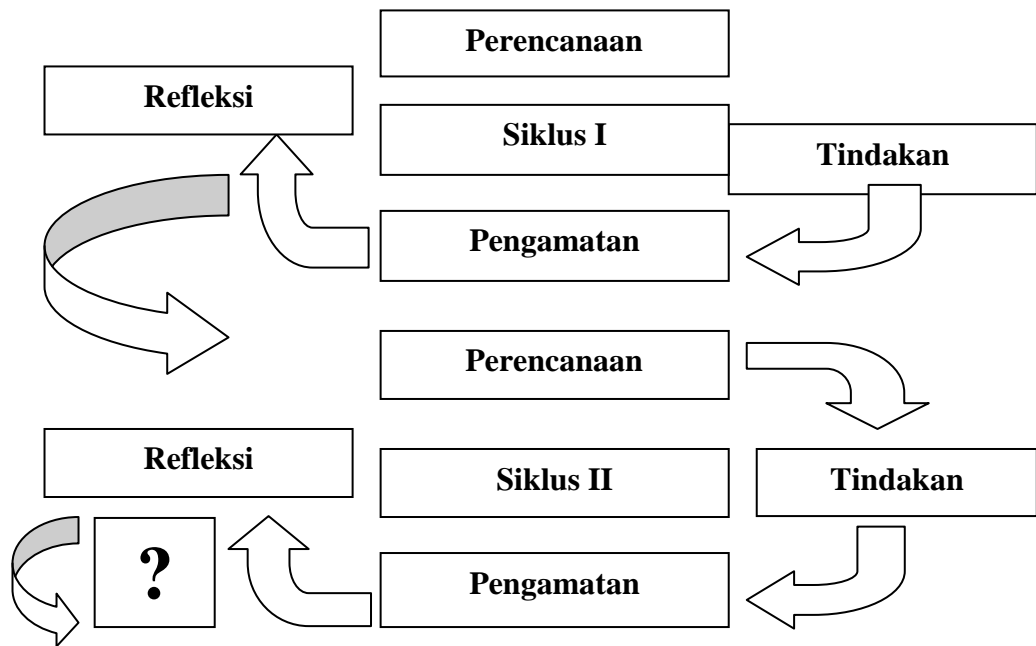 Perencanaan
Refleksi
Siklus I
Tindakan
Pengamatan
Perencanaan
Refleksi
Siklus II
Tindakan
?
Pengamatan